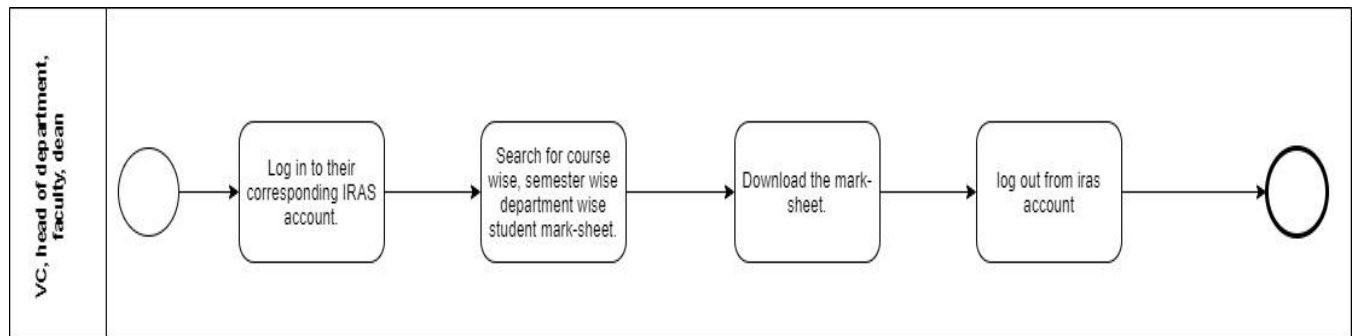 VC, head of department,
faculty, dean
Log in to their
corresponding IRAS
account.
Search for course
wise, semester wise
department wise
student mark-sheet.
Download the mark-
sheet.
log out from iras
account